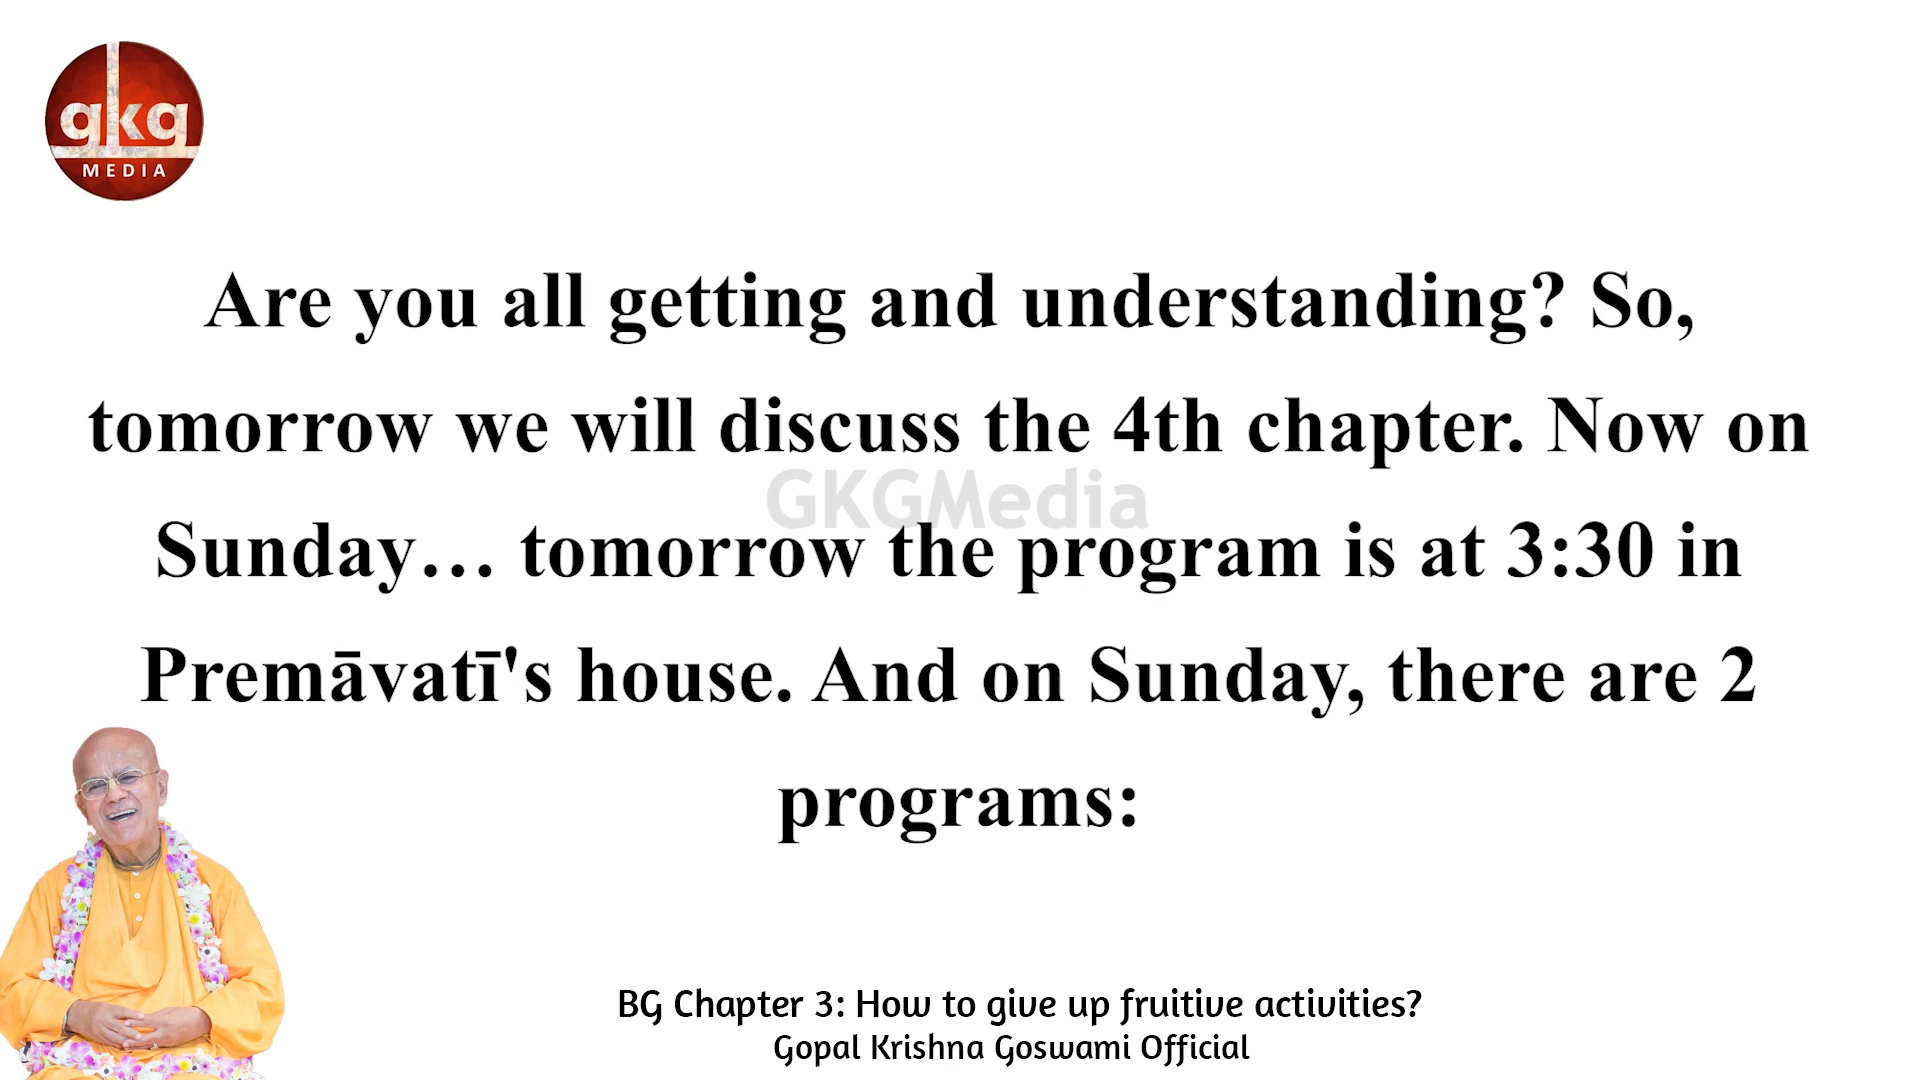 gkg
MEDIA
Are you all getting and understanding? So,
tomorrow we will discuss the 4th chapter. Now on
GKGMedia
Sunday… tomorrow the program is at 3:30 in
Premāvatī's house. And on Sunday, there are 2
programs:
BG Chapter 3: How to give up fruitive activities?
Gopal Krishna Goswami Official